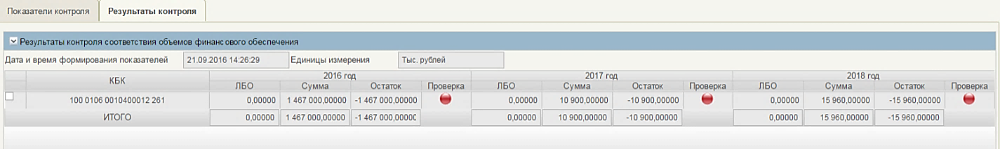 Показатели контроля Результаты контроля
Результаты контроля соответствия объемов финансового обеспечения
Дата и время формирования показателей 21.09.2016 14:26:29 Единицы измерения Тыс. рублей
КБК 2016 год 2017 год 2018 год
ЛБО Сумма Остаток Проверка ЛБО Сумма Остаток Проверка ЛБО Сумма Остаток Проверка
100 0106 0010400012 261 0,00000 1 467 000,00000 -1 467 000,00000 0,00000 10 900,00000 -10 900,00000 0,00000 15 960,00000 -15 960,00000
ИТОГО 0,00000 1 467 000,00000 -1 467 000,0000 0,00000 10 900,00000 -10 900,00000 0,00000 15 960,00000 -15 960,00000